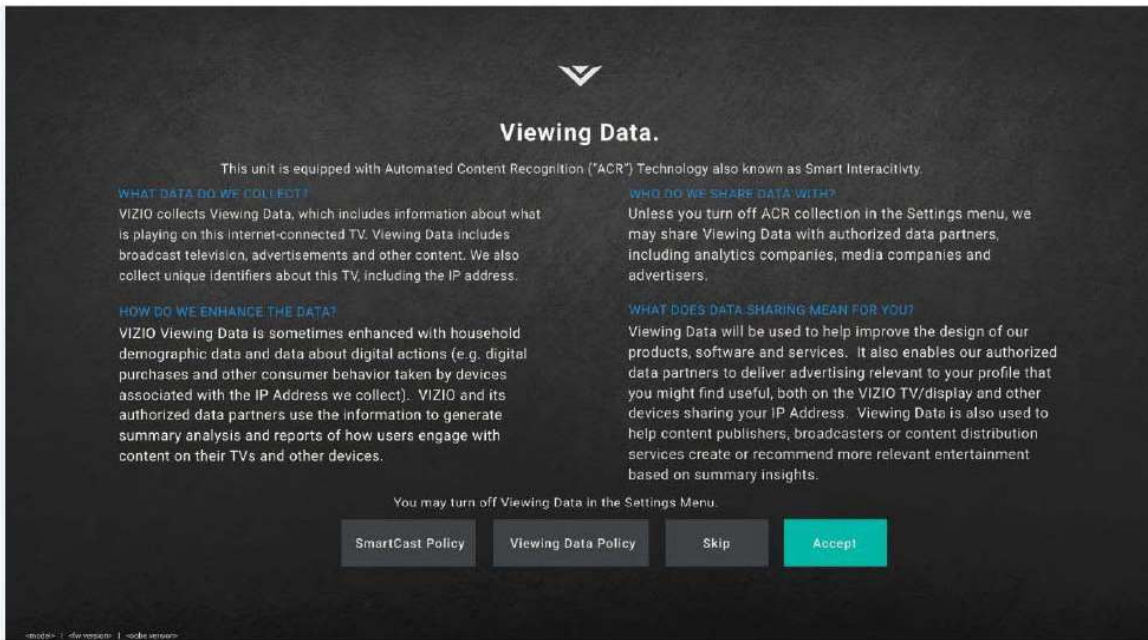 Viewing Data.
This unit is equipped with Automated Content Recognition ("ACR") Technology also known as Smart Interacitivty.
WHAT DATA DO WE COLLECT?
VIZIO collects Viewing Data, which includes information about what
is playing on this internet-connected TV. Viewing Data includes
broadcast television, advertisements and other content. We also
collect unique identifiers about this TV, including the IP address.
HOW DO WE ENHANCE THE DATA?
VIZIO Viewing Data is sometimes enhanced with household
demographic data and data about digital actions (e.g. digital
purchases and other consumer behavior taken by devices
associated with the IP Address we collect). VIZIO and its
authorized data partners use the information to generate
summary analysis and reports of how users engage with
content on their TVs and other devices.
WHO DO WE SHARE DATA WITH?
Unless you turn off ACR collection in the Settings menu, we
may share Viewing Data with authorized data partners,
including analytics companies, media companies and
advertisers.
WHAT DOES DATA SHARING MEAN FOR YOU?
Viewing Data will be used to help improve the design of our
products, software and services. It also enables our authorized
data partners to deliver advertising relevant to your profile that
you might find useful, both on the VIZIO TV/display and other
devices sharing your IP Address. Viewing Data is also used to
help content publishers, broadcasters or content distribution
services create or recommend more relevant entertainment
based on summary insights.
You may turn off Viewing Data in the Settings Menu.
SmartCast Policy
Viewing Data Policy
Skip
Accept
<model> | <fw version> | <oobe version>